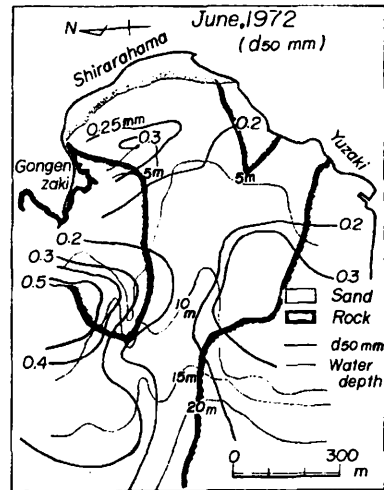 June, 1972
(d50 mm)
N
Shirarahama
0.25 mm
0.3
5m
0.2
Gongen
zaki
Yuzaki
5m
0.2
0.2
0.3
0.3
0.5
10
m
0.4
15m
20m
Sand
Rock
d50 mm
Water
depth
0 300
m